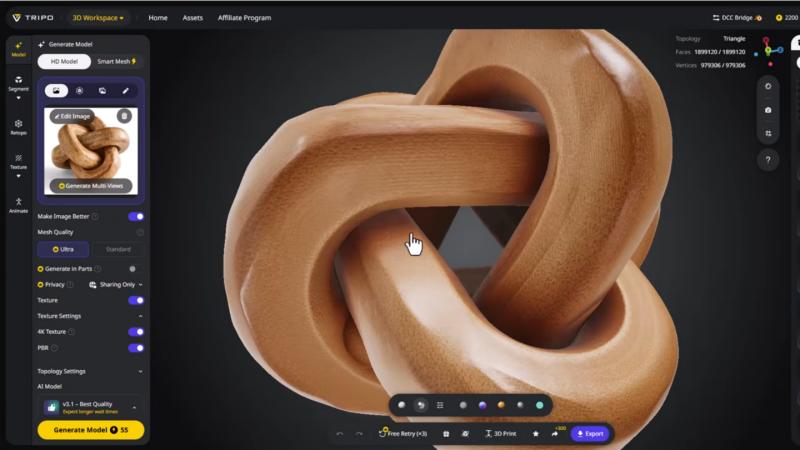 TRIPO
3D Workspace
Home
Assets
Affiliate Program
DCC Bridge
2200
Model
Segment
Retopo
Texture
Animate
Generate Model
HD Model
Smart Mesh
Edit Image
Generate Multi-Views
Make Image Better ?
Mesh Quality
Ultra
Standard
Generate in Parts ?
Privacy ?
Sharing Only
Texture
Texture Settings
4K Texture ?
PBR ?
Topology Settings
AI Model
v3.1 – Best Quality
Expect longer wait times
Generate Model 55
Topology Triangle
Faces 1899120 / 1899120
Vertices 979306 / 979306
?
Free Retry (×3)
3D Print
+300
Export